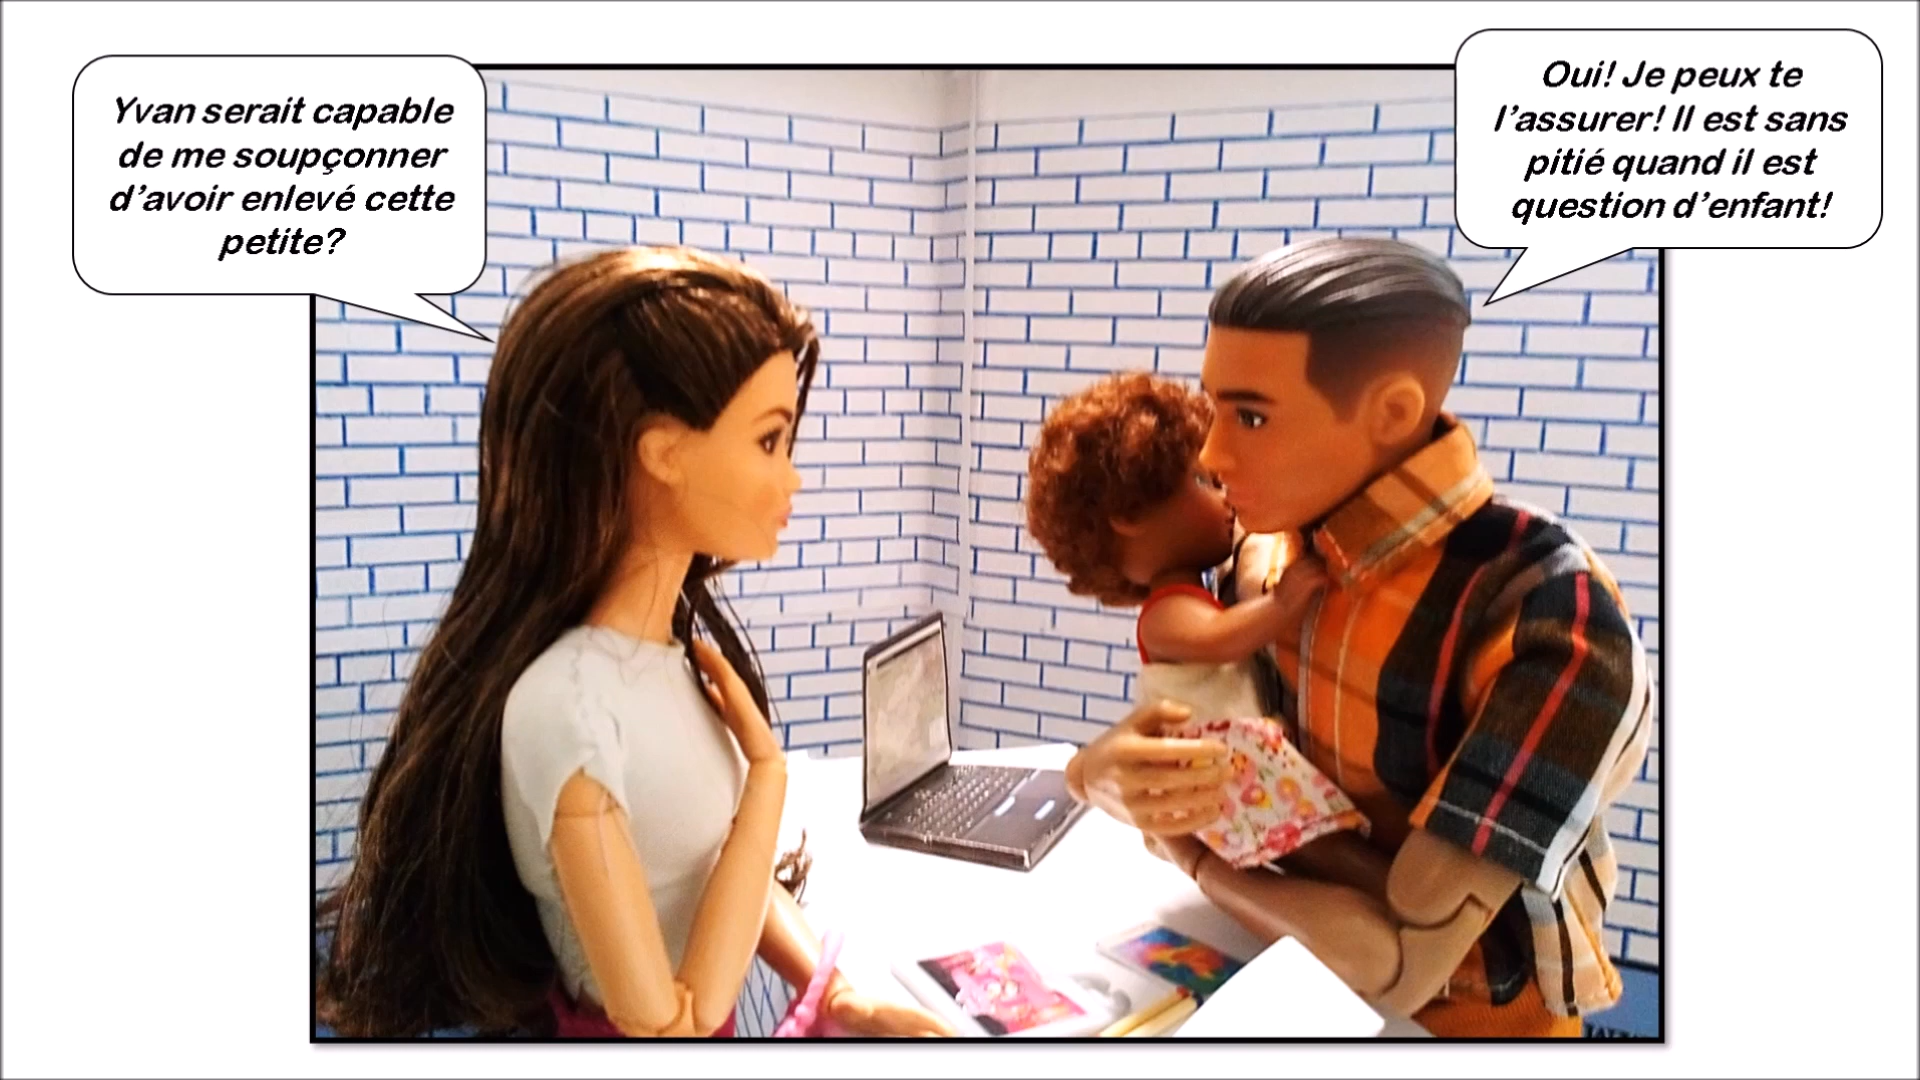 Yvan serait capable
de me soupçonner
d’avoir enlevé cette
petite?
Oui! Je peux te
l’assurer! Il est sans
pitié quand il est
question d’enfant!